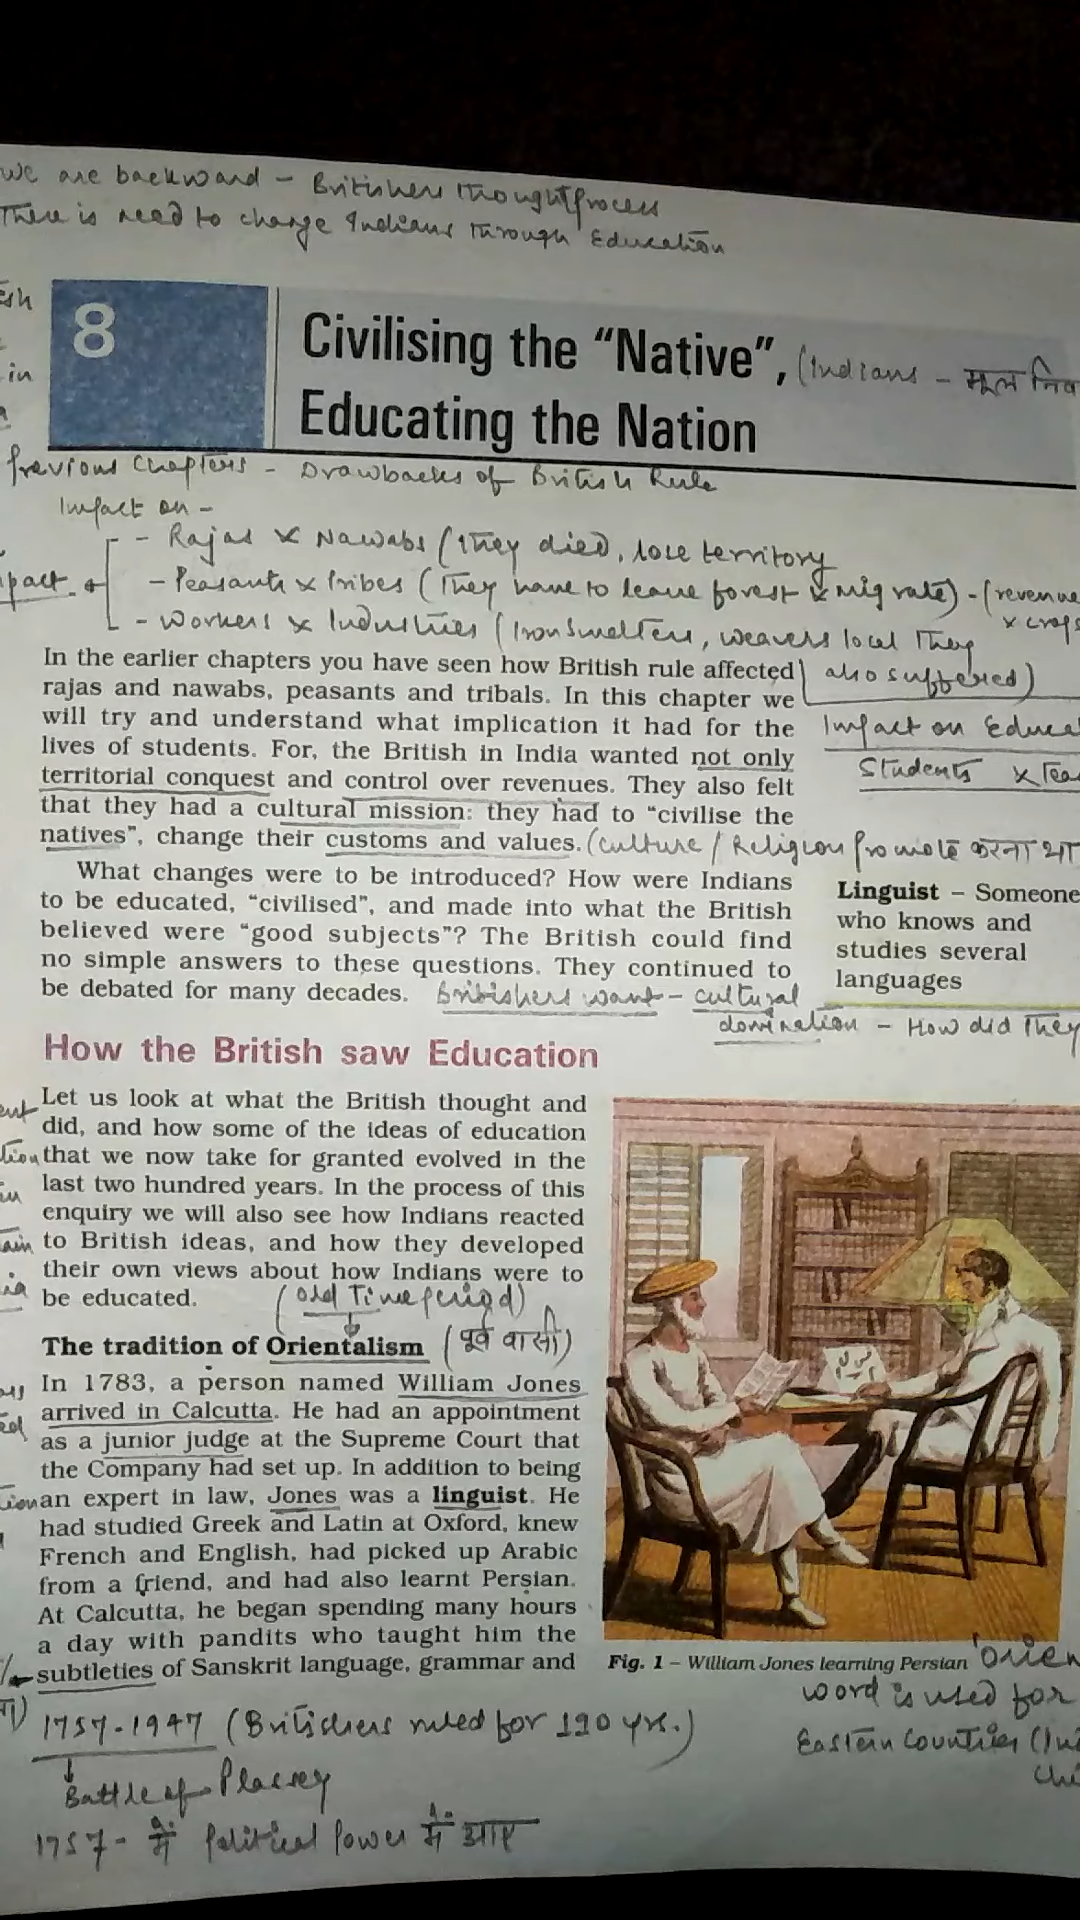 we are backward - Britishers thoughtprocess
There is need to change Indians through Education
8
Civilising the "Native", (Indians - मूल निव
Educating the Nation
in
Previous Chapters - Drawbacks of British Rule
Impact on -
- Rajas & Nawabs (They died, lose territory
- Peasants & Tribes (They have to leave forest & migrate) - (revenue
& crops
- Workers & Industries (Iron Smelters, weavers local They
also suffered)
In the earlier chapters you have seen how British rule affected
rajas and nawabs, peasants and tribals. In this chapter we
will try and understand what implication it had for the
lives of students. For, the British in India wanted not only
territorial conquest and control over revenues. They also felt
that they had a cultural mission: they had to "civilise the
natives", change their customs and values. (Culture / Religion promote करना था
Impact on Educa
Students & Tea
What changes were to be introduced? How were Indians
to be educated, "civilised", and made into what the British
believed were "good subjects"? The British could find
no simple answers to these questions. They continued to
be debated for many decades. Britishers want - cultural
domination - How did They
Linguist – Someone
who knows and
studies several
languages
How the British saw Education
Let us look at what the British thought and
did, and how some of the ideas of education
that we now take for granted evolved in the
last two hundred years. In the process of this
enquiry we will also see how Indians reacted
to British ideas, and how they developed
their own views about how Indians were to
be educated. (Old Time period)
The tradition of Orientalism (पूर्व वासी)
In 1783, a person named William Jones
arrived in Calcutta. He had an appointment
as a junior judge at the Supreme Court that
the Company had set up. In addition to being
an expert in law, Jones was a linguist. He
had studied Greek and Latin at Oxford, knew
French and English, had picked up Arabic
from a friend, and had also learnt Persian.
At Calcutta, he began spending many hours
a day with pandits who taught him the
subtleties of Sanskrit language, grammar and
Fig. 1 – William Jones learning Persian
'Orien
word is used for
Eastern Countries (In
Chi
1757-1947 (Britishers ruled for 190 yrs.)
Battle of Plassey
1757 - में political power में आए